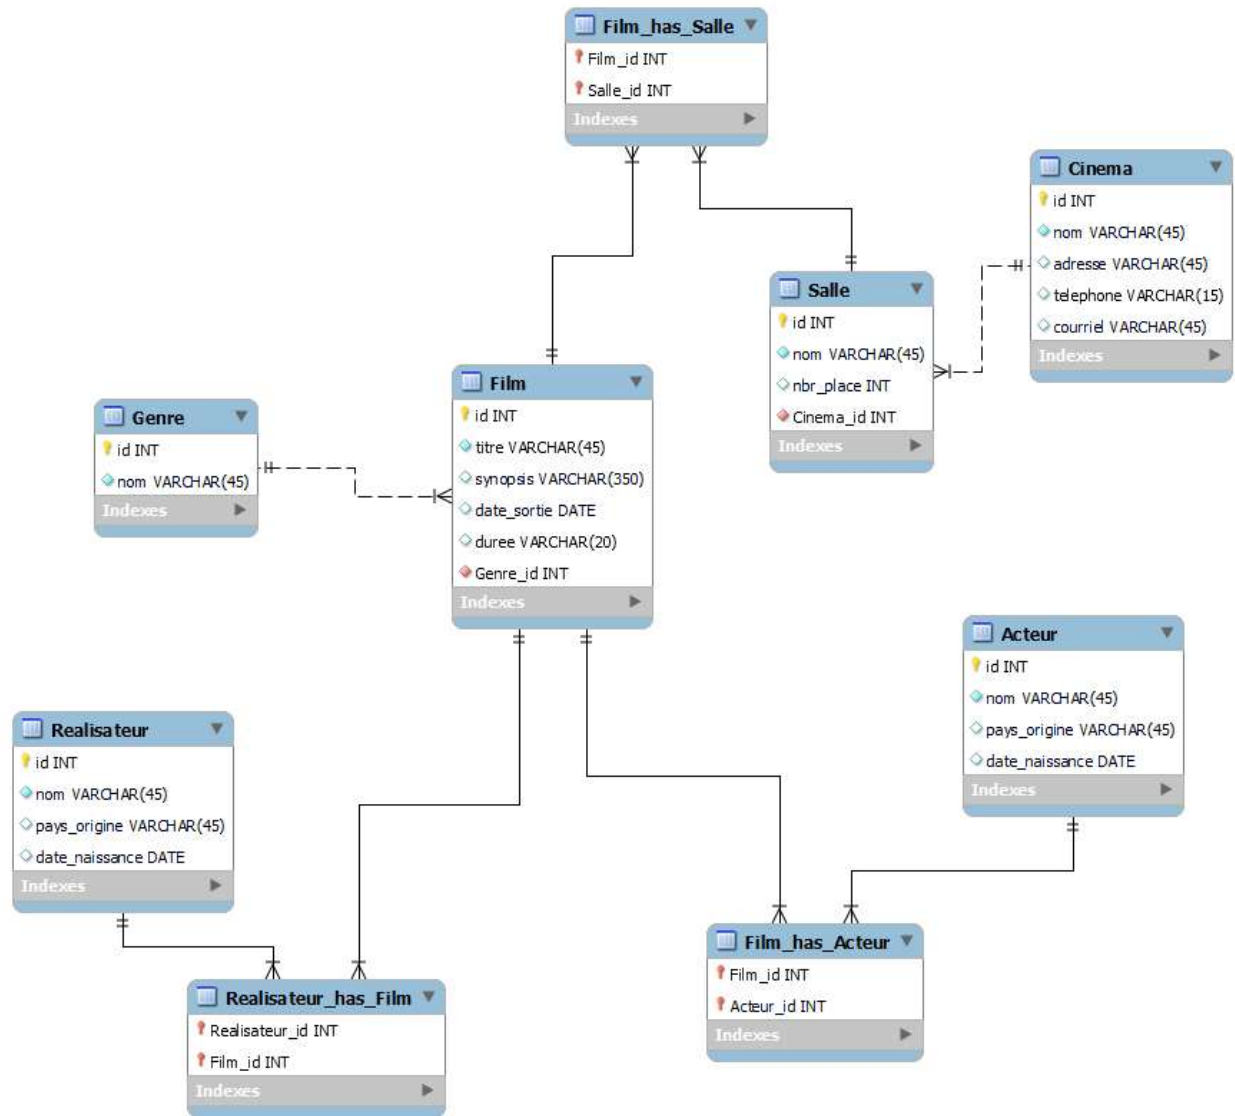 Film_has_Salle
Film_id INT
Salle_id INT
Indexes
Cinema
id INT
nom VARCHAR(45)
adresse VARCHAR(45)
telephone VARCHAR(15)
courriel VARCHAR(45)
Indexes
Salle
id INT
nom VARCHAR(45)
nbr_place INT
Cinema_id INT
Indexes
Film
id INT
titre VARCHAR(45)
synopsis VARCHAR(350)
date_sortie DATE
duree VARCHAR(20)
Genre_id INT
Indexes
Genre
id INT
nom VARCHAR(45)
Indexes
Acteur
id INT
nom VARCHAR(45)
pays_origine VARCHAR(45)
date_naissance DATE
Indexes
Realisateur
id INT
nom VARCHAR(45)
pays_origine VARCHAR(45)
date_naissance DATE
Indexes
Film_has_Acteur
Film_id INT
Acteur_id INT
Indexes
Realisateur_has_Film
Realisateur_id INT
Film_id INT
Indexes